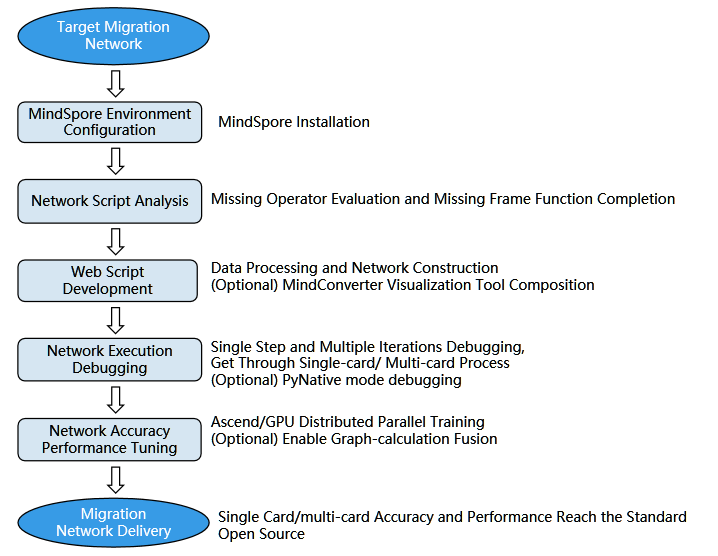 Target Migration
Network
MindSpore Environment
Configuration
MindSpore Installation
Network Script Analysis
Missing Operator Evaluation and Missing Frame Function Completion
Web Script
Development
Data Processing and Network Construction
(Optional) MindConverter Visualization Tool Composition
Network Execution
Debugging
Single Step and Multiple Iterations Debugging,
Get Through Single-card/ Multi-card Process
(Optional) PyNative mode debugging
Network Accuracy
Performance Tuning
Ascend/GPU Distributed Parallel Training
(Optional) Enable Graph-calculation Fusion
Migration
Network Delivery
Single Card/multi-card Accuracy and Performance Reach the Standard
Open Source